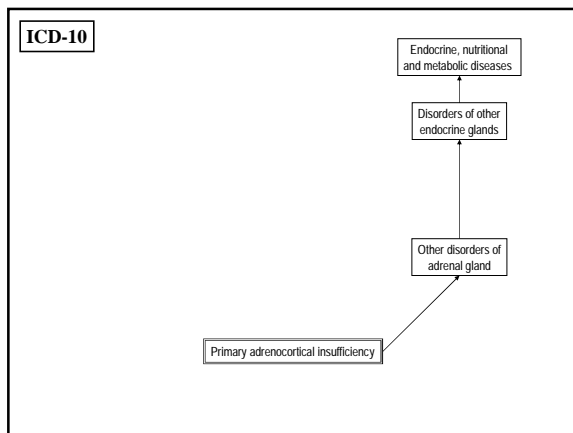 ICD-10
Endocrine, nutritional
and metabolic diseases
Disorders of other
endocrine glands
Other disorders of
adrenal gland
Primary adrenocortical insufficiency